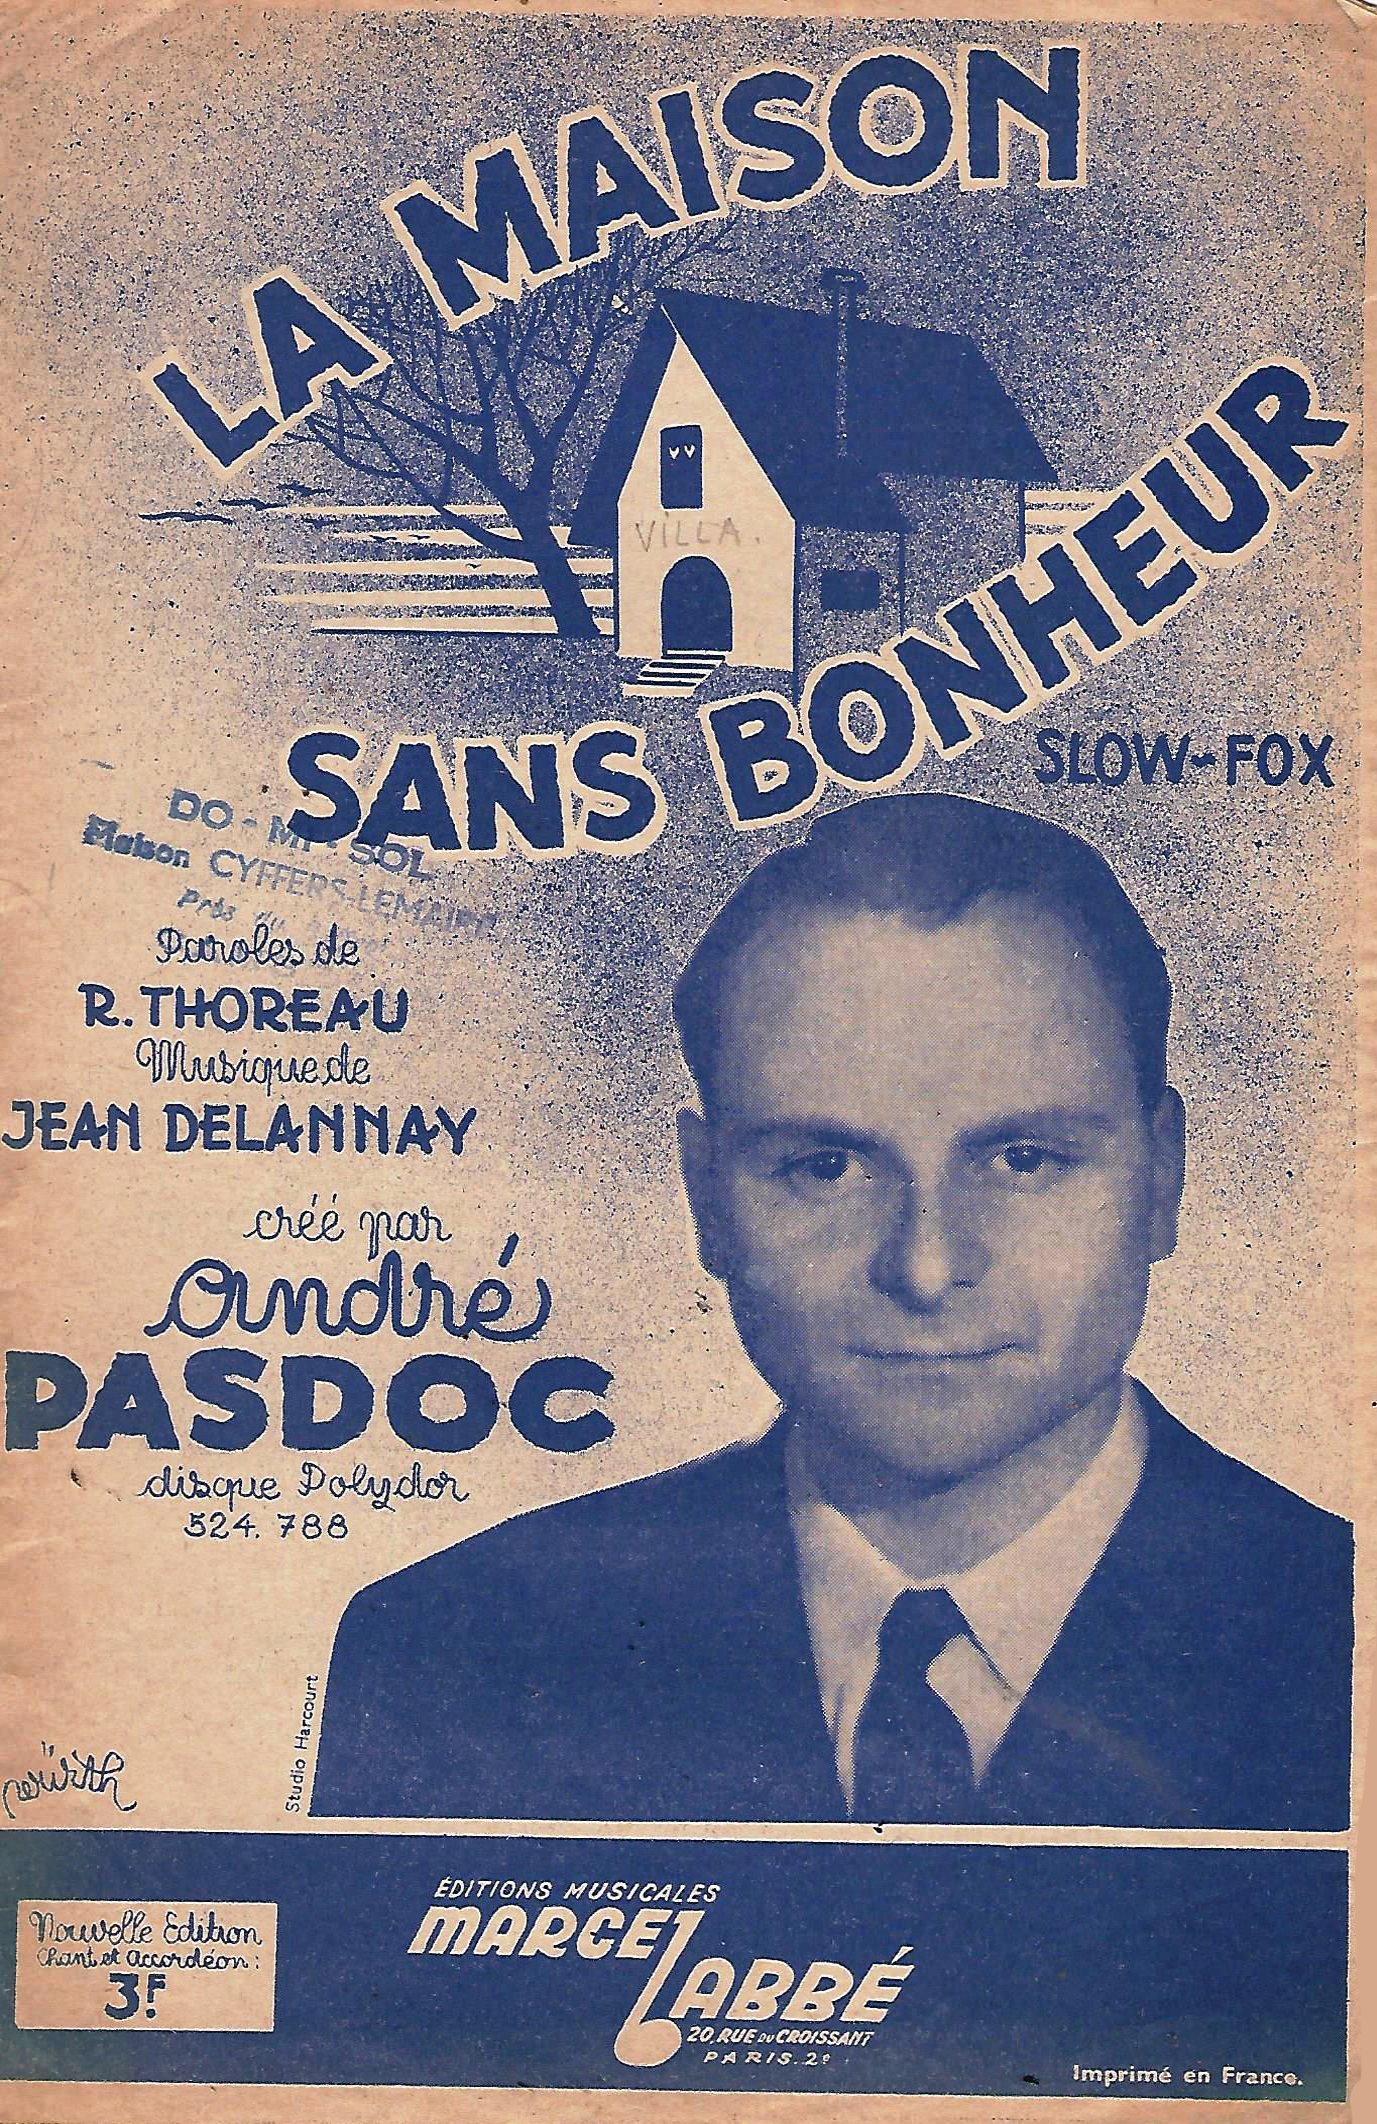 LA MAISON
SANS BONHEUR
VILLA.
SLOW-FOX
DO-MI-SOL
Maison CYFFERS-LEMAIRE
Près
Paroles de
R. THOREAU
Musique de
JEAN DELANNAY
créé par
André
PASDOC
disque Polydor
524.788
Studio Harcourt
würth
Nouvelle Edition
Chant et Accordéon :
3F.
ÉDITIONS MUSICALES
MARCEL LABBÉ
20, RUE DU CROISSANT
PARIS. 2e
Imprimé en France.